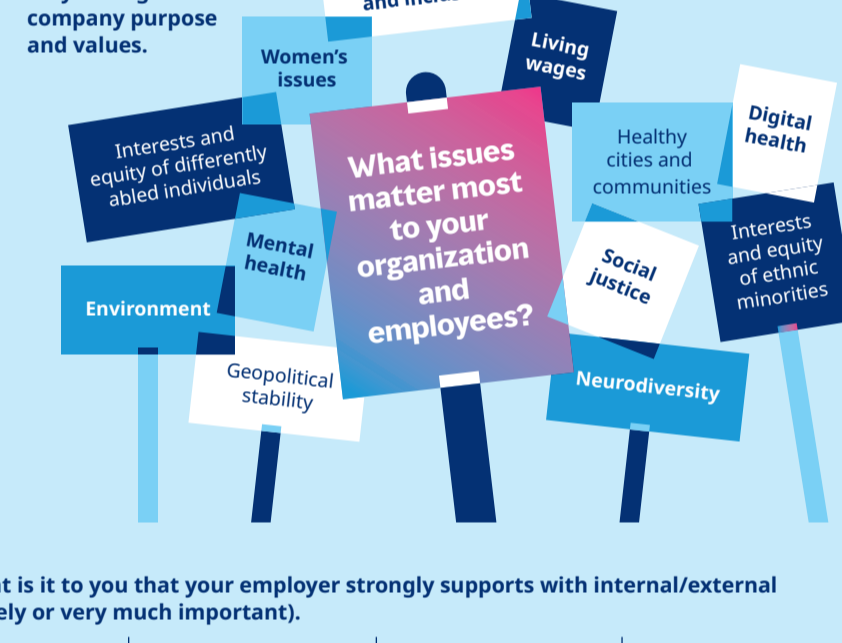 company purpose
and values.
and
Women's
issues
Living
wages
Interests and
equity of differently
abled individuals
What issues
matter most
to your
organization
and
employees?
Healthy
cities and
communities
Digital
health
Mental
health
Social
justice
Interests
and equity
of ethnic
minorities
Environment
Geopolitical
stability
Neurodiversity
is it to you that your employer strongly supports with internal/external
or very much important).